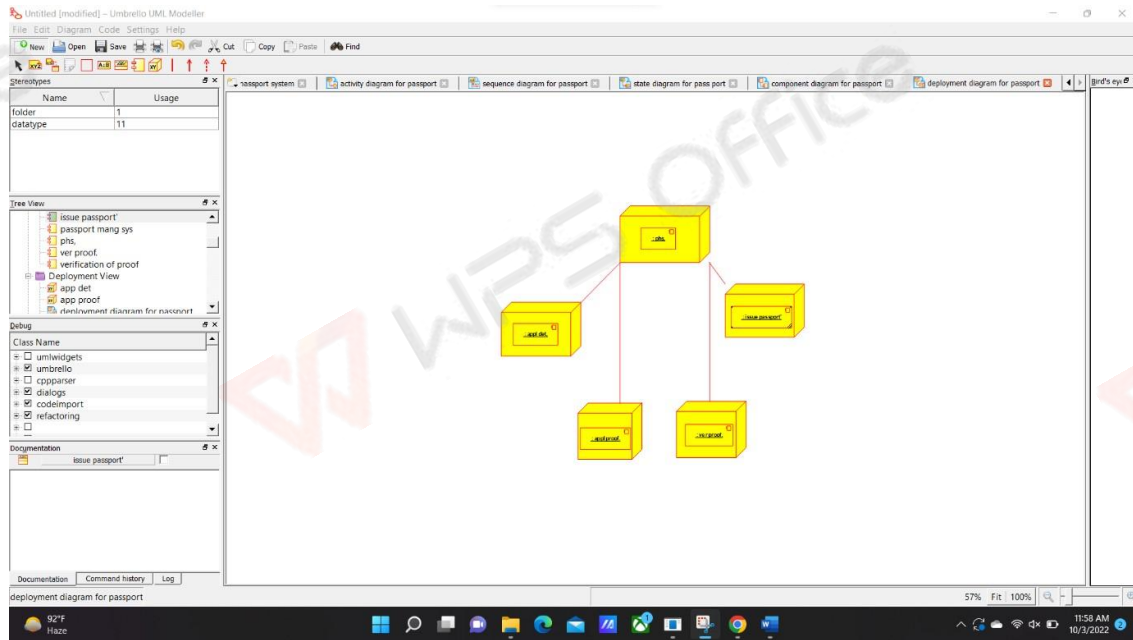 Untitled [modified] – Umbrello UML Modeller
File Edit Diagram Code Settings Help
New Open Save Cut Copy Paste Find
Stereotypes
Name Usage
folder 1
datatype 11
Tree View
issue passport'
passport mang sys
phs,
ver proof.
verification of proof
Deployment View
app det
app proof
deployment diagram for passport
Debug
Class Name
umlwidgets
umbrello
cppparser
dialogs
codeimport
refactoring
Documentation
issue passport'
Documentation Command history Log
deployment diagram for passport
passport system
activity diagram for passport
sequence diagram for passport
state diagram for pass port
component diagram for passport
deployment diagram for passport
Bird's eye
: phs,
: appl det,
: issue passport'
: appl proof,
: ver proof.
WPS OFFICE
57% Fit 100%
92°F
Haze
11:58 AM
10/3/2022
2